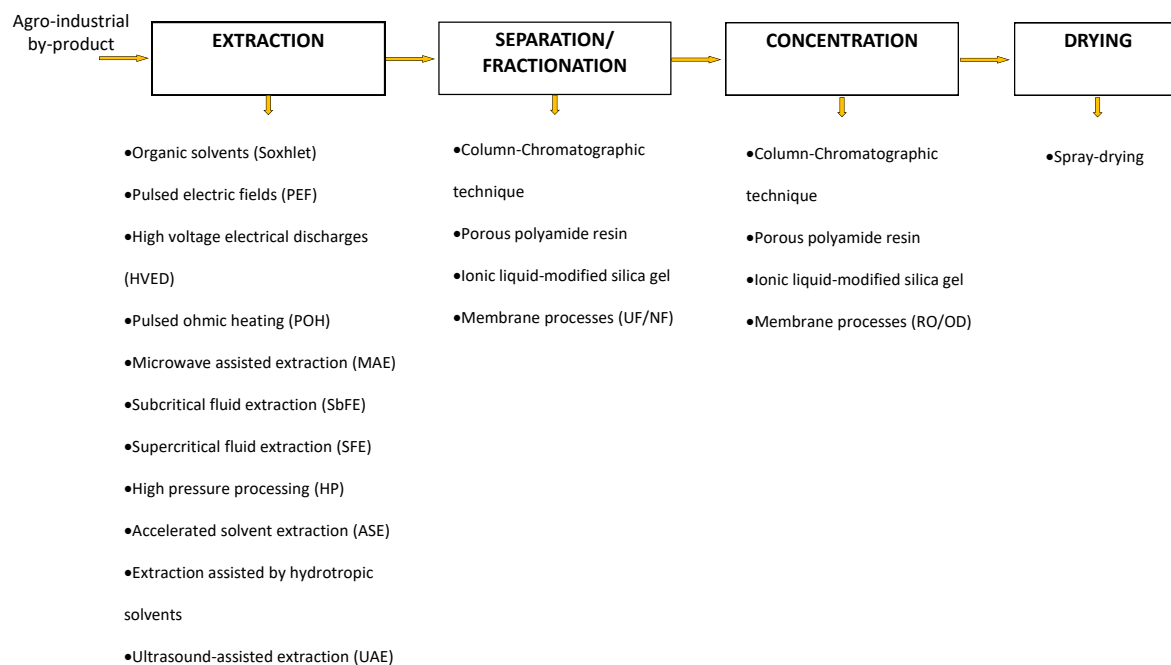 Agro-industrial
by-product
EXTRACTION
SEPARATION/
FRACTIONATION
CONCENTRATION
DRYING
•Organic solvents (Soxhlet)
•Pulsed electric fields (PEF)
•High voltage electrical discharges
(HVED)
•Pulsed ohmic heating (POH)
•Microwave assisted extraction (MAE)
•Subcritical fluid extraction (SbFE)
•Supercritical fluid extraction (SFE)
•High pressure processing (HP)
•Accelerated solvent extraction (ASE)
•Extraction assisted by hydrotropic
solvents
•Ultrasound-assisted extraction (UAE)
•Column-Chromatographic
technique
•Porous polyamide resin
•Ionic liquid-modified silica gel
•Membrane processes (UF/NF)
•Column-Chromatographic
technique
•Porous polyamide resin
•Ionic liquid-modified silica gel
•Membrane processes (RO/OD)
•Spray-drying